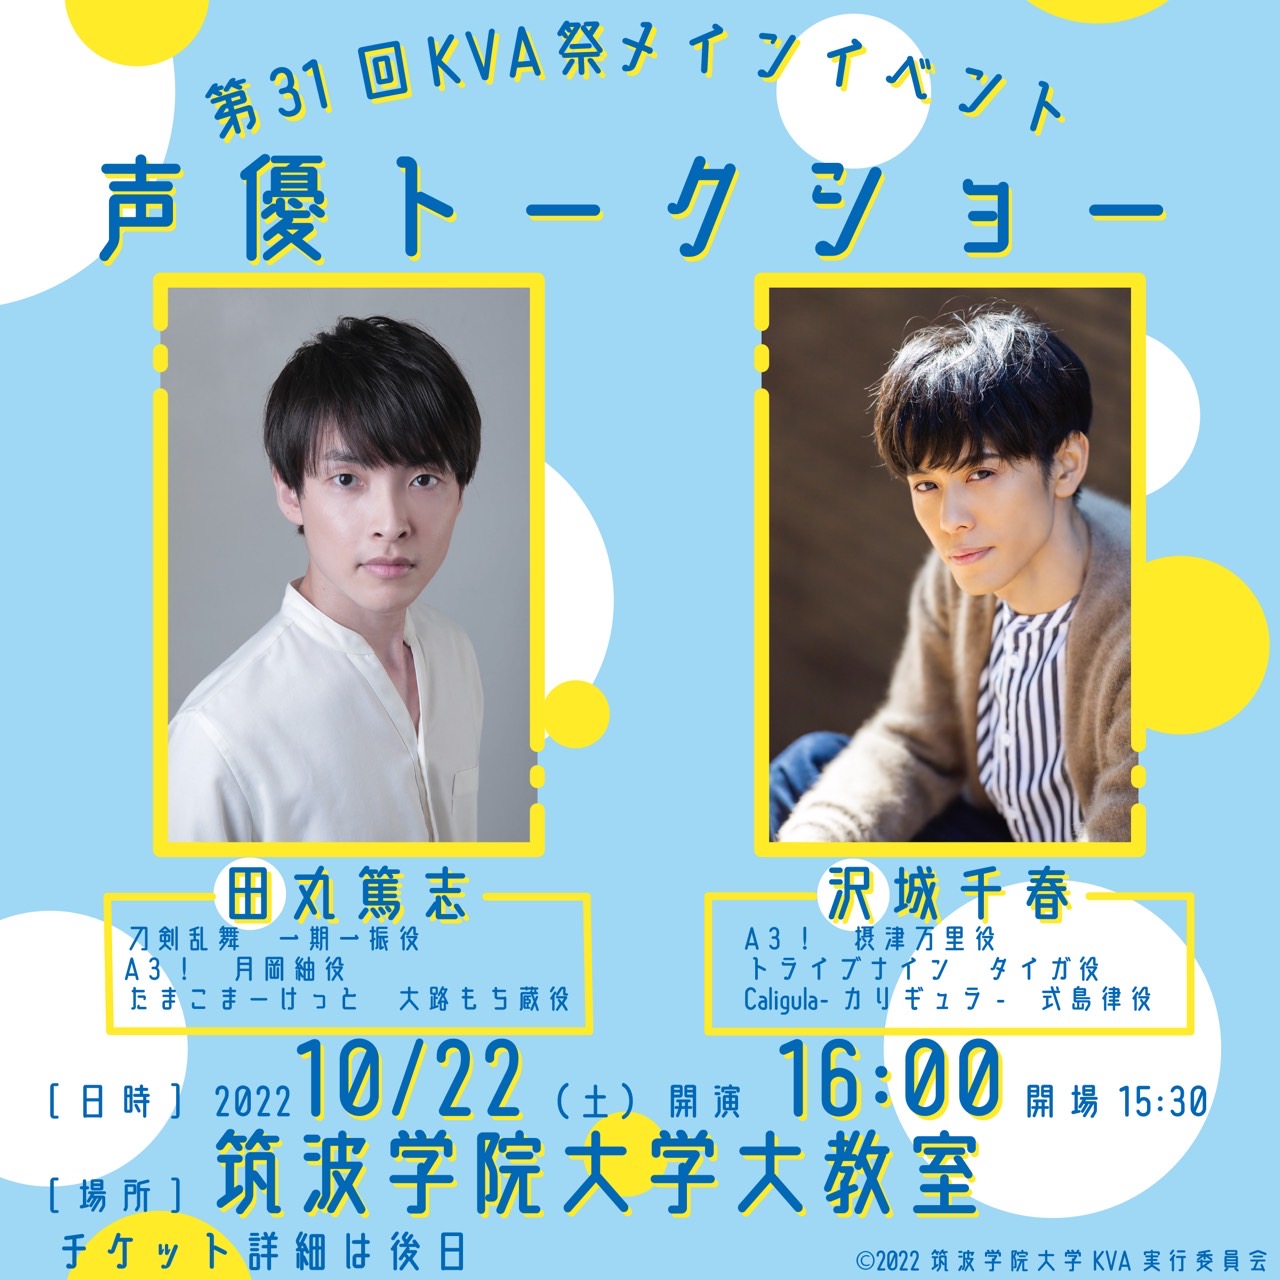 第31回KVA祭メインイベント
声優トークショー
田丸篤志
刀剣乱舞　一期一振役
A3！　月岡紬役
たまこまーけっと　大路もち蔵役
沢城千春
A3！　摂津万里役
トライブナイン　タイガ役
Caligula-カリギュラ-　式島律役
[日時] 2022 10/22（土）開演 16:00 開場 15:30
[場所] 筑波学院大学大教室
チケット詳細は後日
©2022 筑波学院大学KVA実行委員会